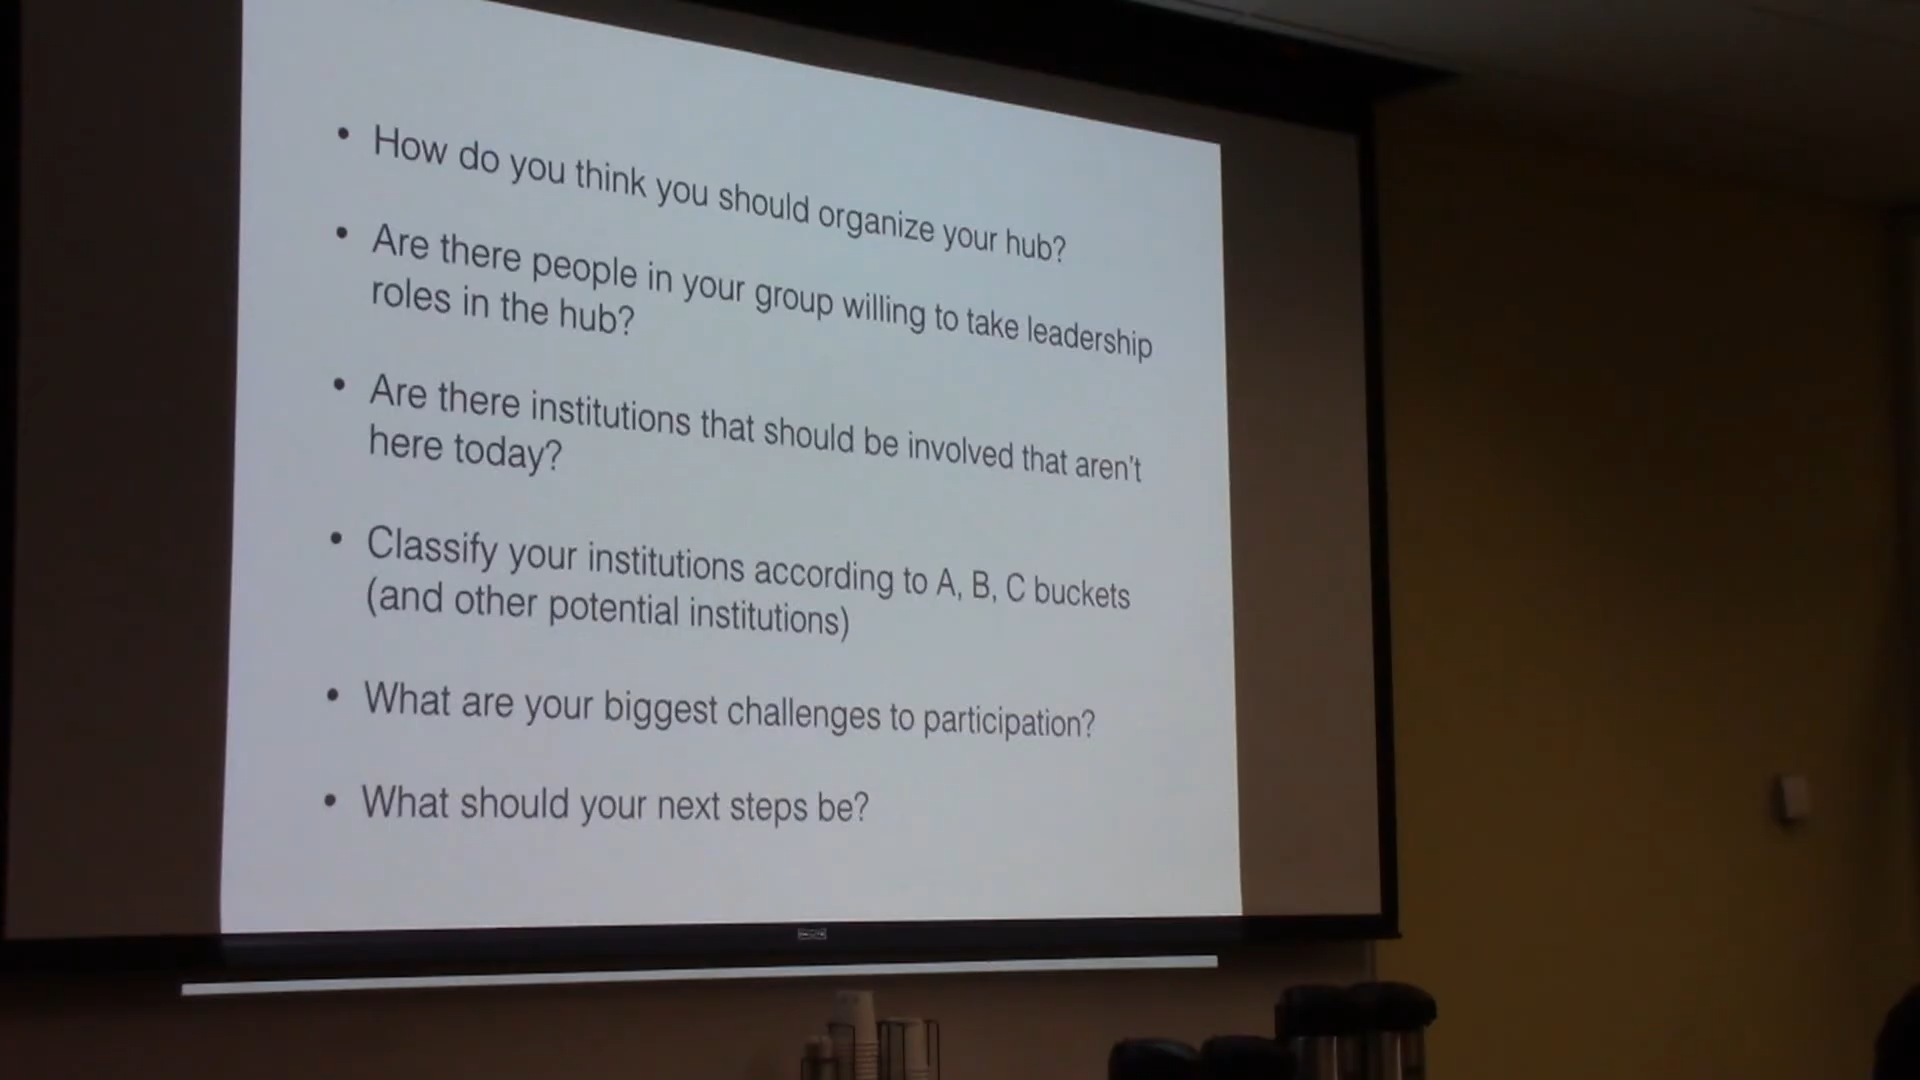 • How do you think you should organize your hub?
• Are there people in your group willing to take leadership
roles in the hub?
• Are there institutions that should be involved that aren't
here today?
• Classify your institutions according to A, B, C buckets
(and other potential institutions)
• What are your biggest challenges to participation?
• What should your next steps be?